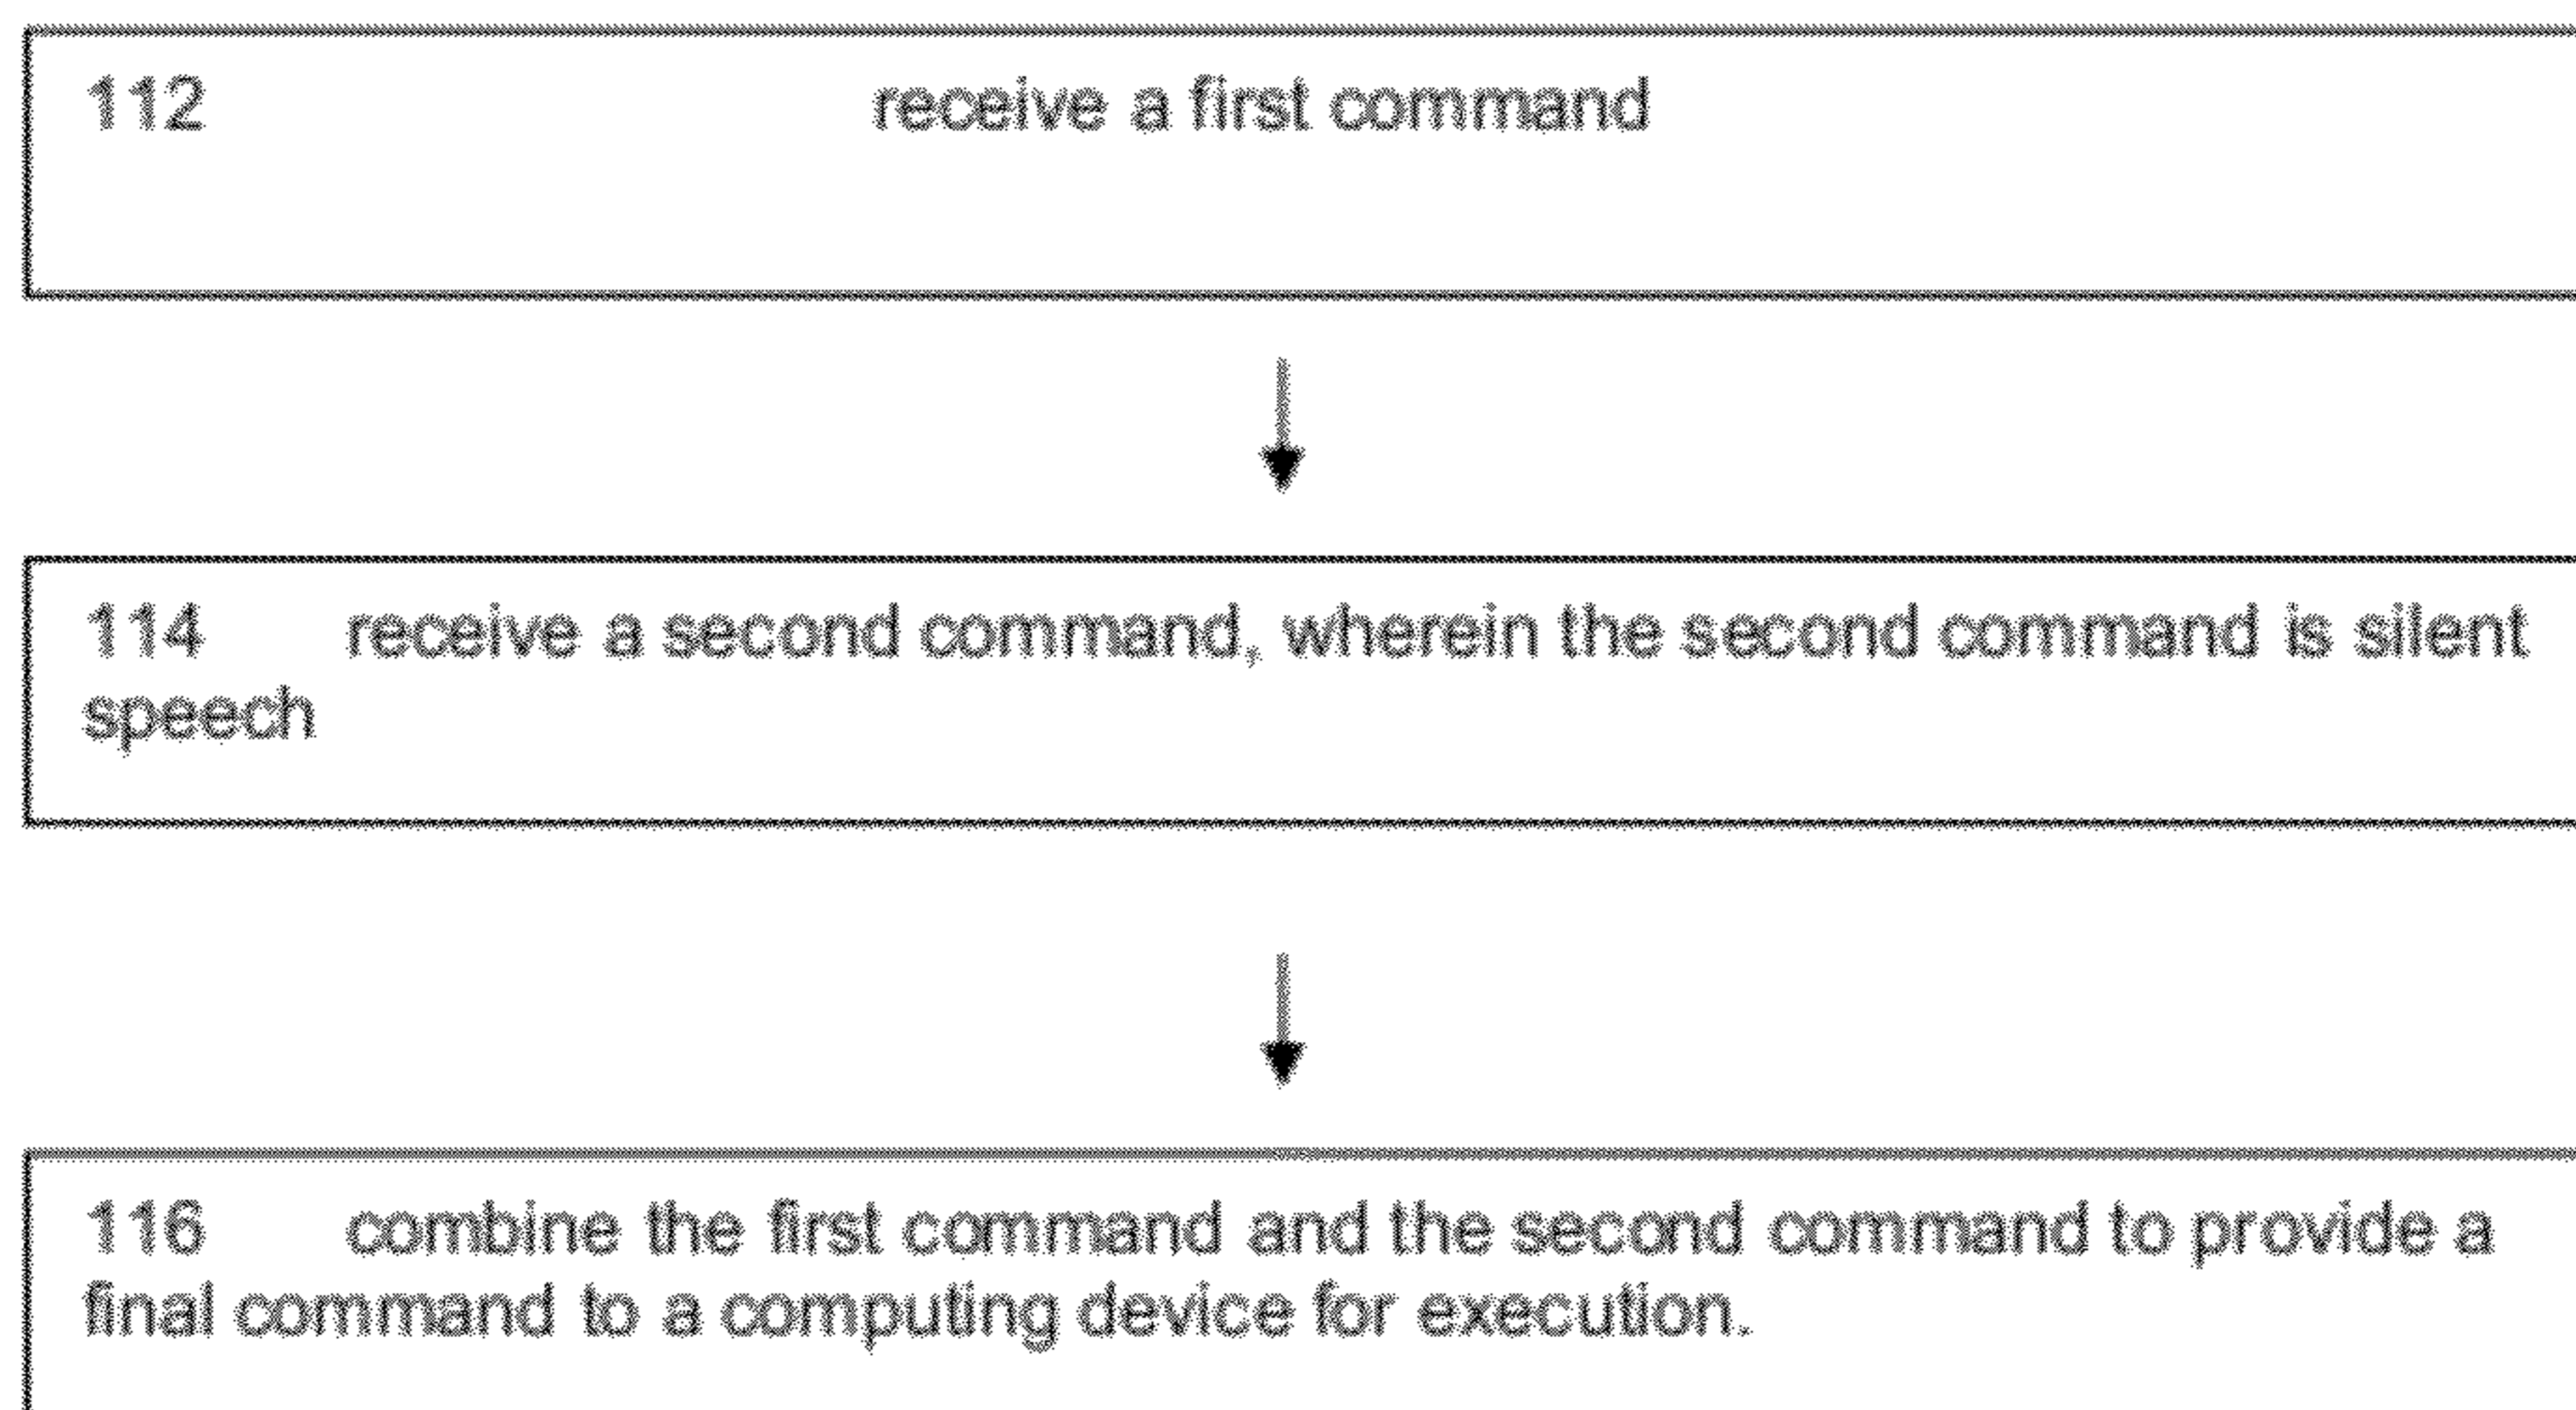 112 receive a first command
114 receive a second command, wherein the second command is silent
speech
116 combine the first command and the second command to provide a
final command to a computing device for execution.